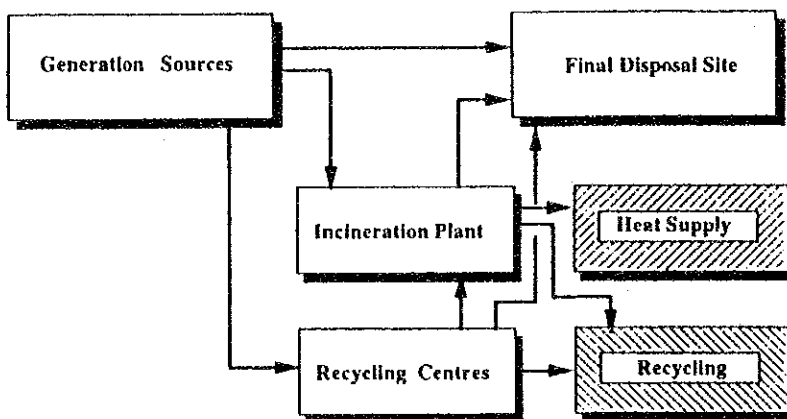 Generation Sources
Final Disposal Site
Incineration Plant
Heat Supply
Recycling Centres
Recycling